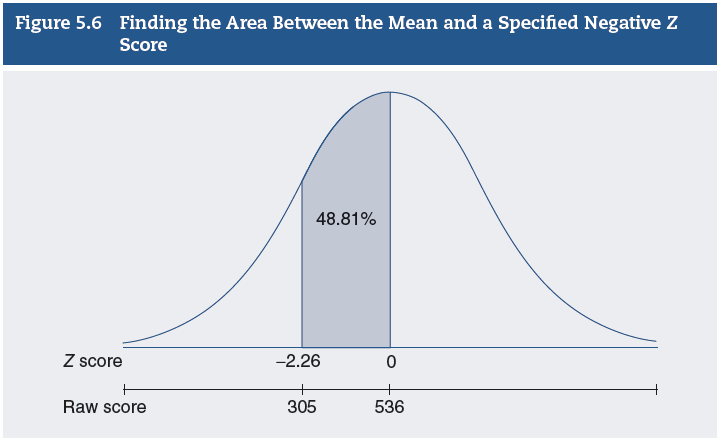 Figure 5.6 Finding the Area Between the Mean and a Specified Negative Z
Score
48.81%
Z score −2.26 0
Raw score 305 536